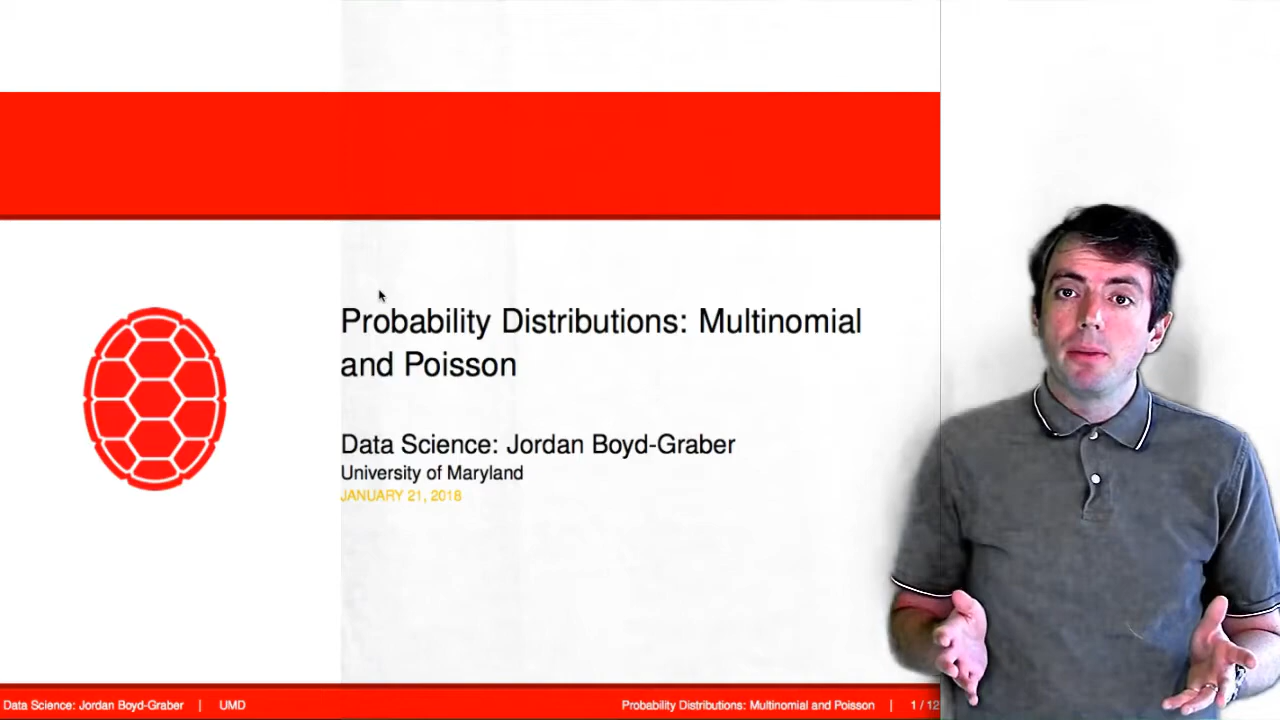 Probability Distributions: Multinomial
and Poisson
Data Science: Jordan Boyd-Graber
University of Maryland
JANUARY 21, 2018
Data Science: Jordan Boyd-Graber | UMD
Probability Distributions: Multinomial and Poisson | 1 / 12